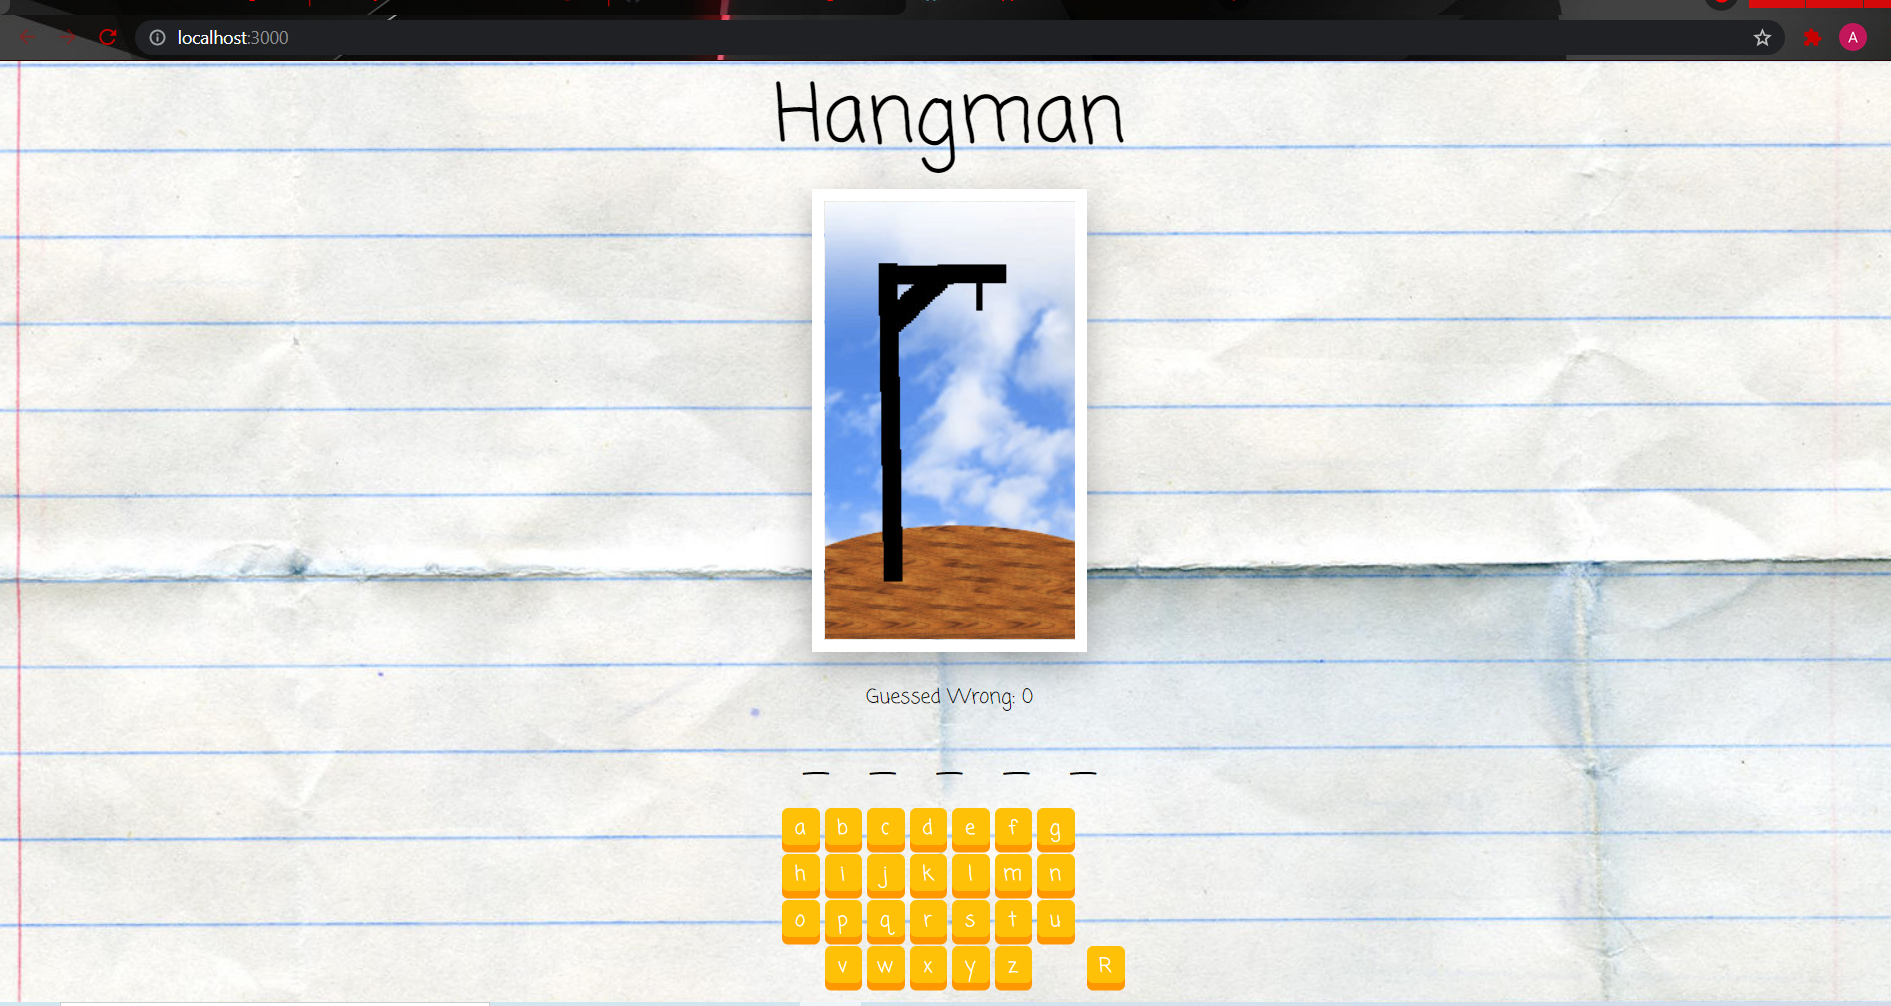 localhost:3000
A
Hangman
Guessed Wrong: 0
_ _ _ _ _
a b c d e f g
h i j k l m n
o p q r s t u
v w x y z R